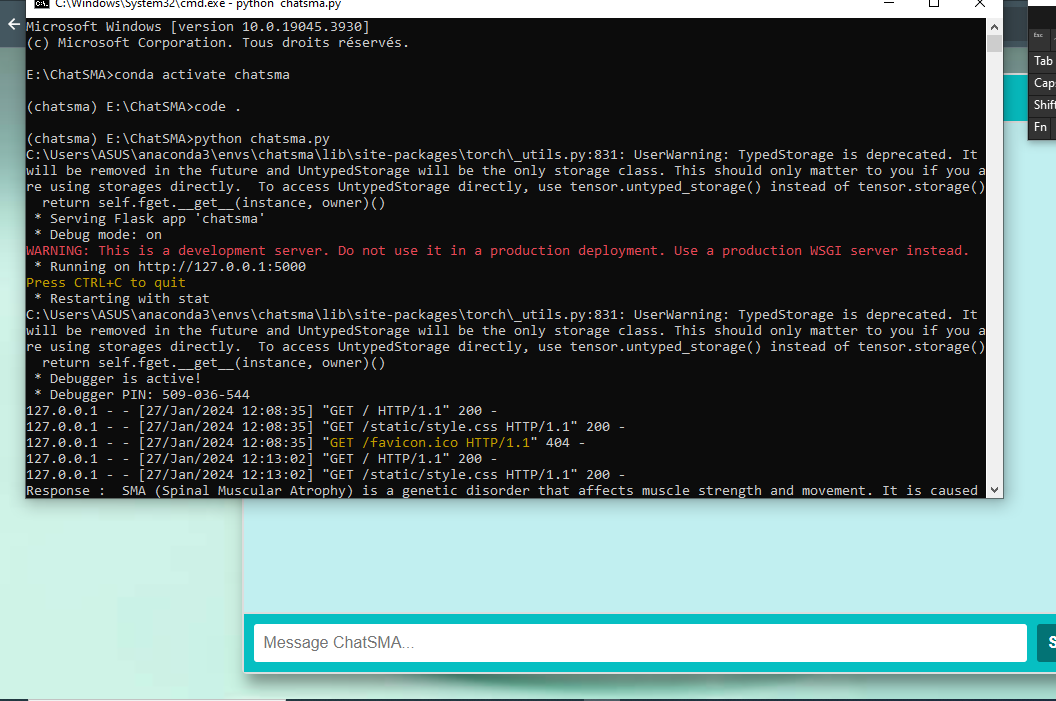 C:\Windows\System32\cmd.exe - python chatsma.py
Microsoft Windows [version 10.0.19045.3930]
(c) Microsoft Corporation. Tous droits réservés.
E:\ChatSMA>conda activate chatsma
(chatsma) E:\ChatSMA>code .
(chatsma) E:\ChatSMA>python chatsma.py
C:\Users\ASUS\anaconda3\envs\chatsma\lib\site-packages\torch\_utils.py:831: UserWarning: TypedStorage is deprecated. It
will be removed in the future and UntypedStorage will be the only storage class. This should only matter to you if you a
re using storages directly.  To access UntypedStorage directly, use tensor.untyped_storage() instead of tensor.storage()
  return self.fget.__get__(instance, owner)()
 * Serving Flask app 'chatsma'
 * Debug mode: on
WARNING: This is a development server. Do not use it in a production deployment. Use a production WSGI server instead.
 * Running on http://127.0.0.1:5000
Press CTRL+C to quit
 * Restarting with stat
C:\Users\ASUS\anaconda3\envs\chatsma\lib\site-packages\torch\_utils.py:831: UserWarning: TypedStorage is deprecated. It
will be removed in the future and UntypedStorage will be the only storage class. This should only matter to you if you a
re using storages directly.  To access UntypedStorage directly, use tensor.untyped_storage() instead of tensor.storage()
  return self.fget.__get__(instance, owner)()
 * Debugger is active!
 * Debugger PIN: 509-036-544
127.0.0.1 - - [27/Jan/2024 12:08:35] "GET / HTTP/1.1" 200 -
127.0.0.1 - - [27/Jan/2024 12:08:35] "GET /static/style.css HTTP/1.1" 200 -
127.0.0.1 - - [27/Jan/2024 12:08:35] "GET /favicon.ico HTTP/1.1" 404 -
127.0.0.1 - - [27/Jan/2024 12:13:02] "GET / HTTP/1.1" 200 -
127.0.0.1 - - [27/Jan/2024 12:13:02] "GET /static/style.css HTTP/1.1" 200 -
Response :  SMA (Spinal Muscular Atrophy) is a genetic disorder that affects muscle strength and movement. It is caused
Esc
Tab
Caps
Shift
Fn
Message ChatSMA...
S